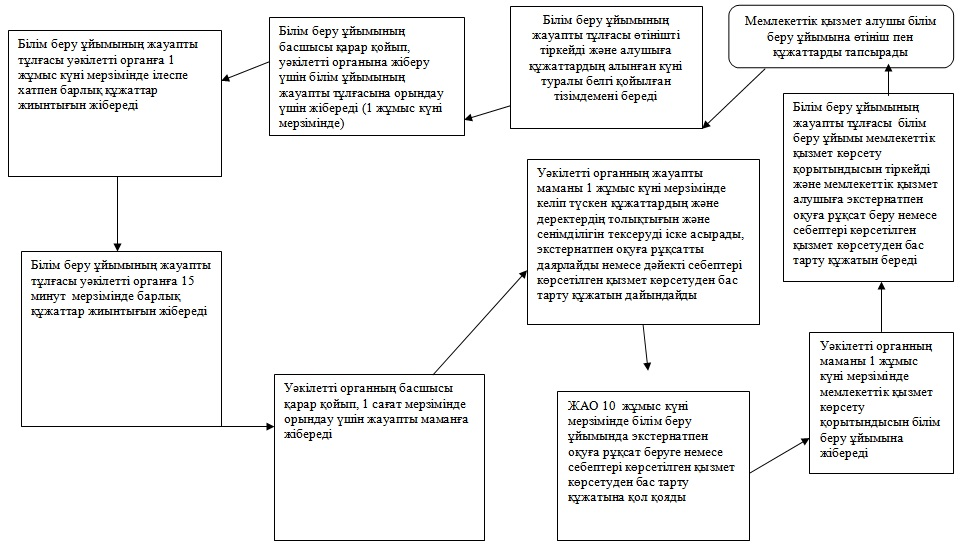 Мемлекеттік қызмет алушы білім
беру ұйымына өтініш пен
құжаттарды тапсырады
Білім беру ұйымының
жауапты тұлғасы өтінішті
тіркейді және алушыға
құжаттардың алынған күні
туралы белгі қойылған
тізімдемені береді
Білім беру ұйымының
басшысы қарар қойып,
уәкілетті органына жіберу
үшін білім ұйымының
жауапты тұлғасына орындау
үшін жібереді (1 жұмыс күні
мерзімінде)
Білім беру ұйымының жауапты
тұлғасы уәкілетті органға 1
жұмыс күні мерзімінде ілеспе
хатпен барлық құжаттар
жиынтығын жібереді
Білім беру ұйымының жауапты
тұлғасы уәкілетті органға 15
минут мерзімінде барлық
құжаттар жиынтығын жібереді
Уәкілетті органның басшысы
қарар қойып, 1 сағат мерзімінде
орындау үшін жауапты маманға
жібереді
Уәкілетті органның жауапты
маманы 1 жұмыс күні мерзімінде
келіп түскен құжаттардың және
деректердің толықтығын және
сенімділігін тексеруді іске асырады,
экстернатпен оқуға рұқсатты
даярлайды немесе дәйекті себептері
көрсетілген қызмет көрсетуден бас
тарту құжатын дайындайды
ЖАО 10 жұмыс күні
мерзімінде білім беру
ұйымында экстернатпен
оқуға рұқсат беруге немесе
себептері көрсетілген қызмет
көрсетуден бас тарту
құжатына қол қояды
Уәкілетті органның
маманы 1 жұмыс
күні мерзімінде
мемлекеттік қызмет
көрсету
қорытындысын білім
беру ұйымына
жібереді
Білім беру ұйымының
жауапты тұлғасы білім
беру ұйымы мемлекеттік
қызмет көрсету
қорытындысын тіркейді
және мемлекеттік қызмет
алушыға экстернатпен
оқуға рұқсат беру немесе
себептері көрсетілген
қызмет көрсетуден бас
тарту құжатын береді